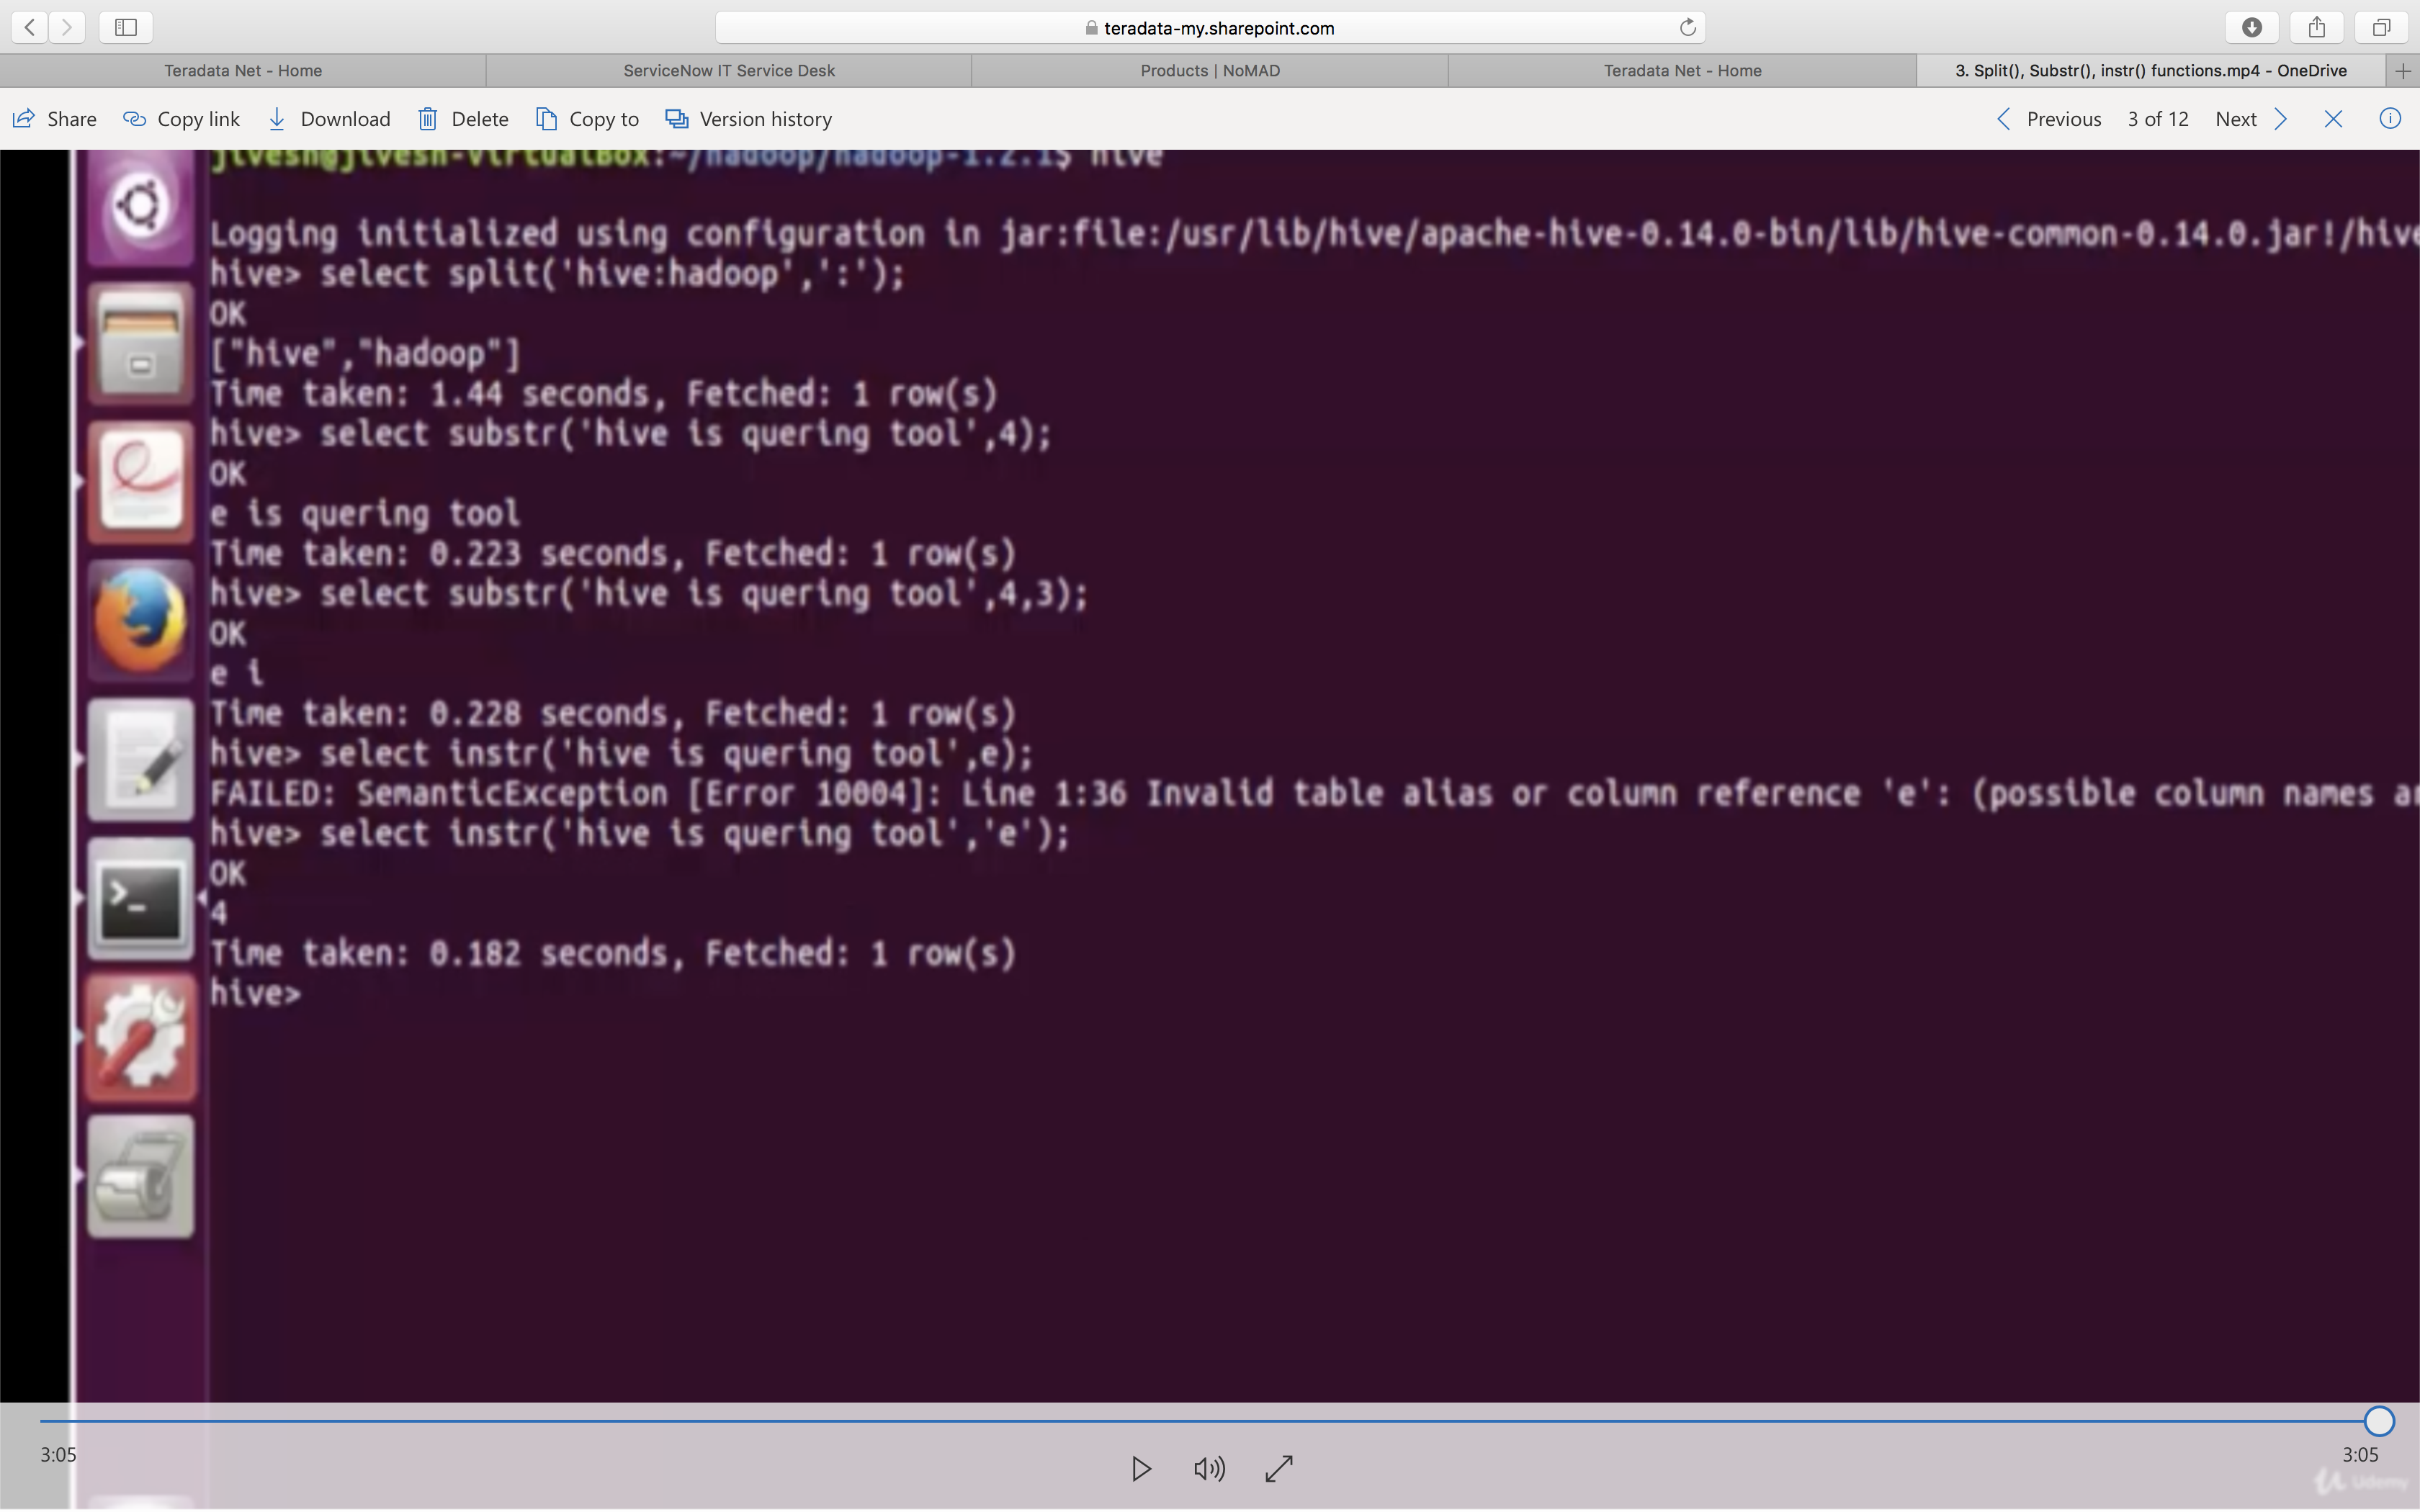 teradata-my.sharepoint.com
Teradata Net - Home
ServiceNow IT Service Desk
Products | NoMAD
Teradata Net - Home
3. Split(), Substr(), instr() functions.mp4 - OneDrive
Share
Copy link
Download
Delete
Copy to
Version history
Previous
3 of 12
Next
jivesh@jivesh-VirtualBox:~/hadoop/hadoop-1.2.1$ hive
Logging initialized using configuration in jar:file:/usr/lib/hive/apache-hive-0.14.0-bin/lib/hive-common-0.14.0.jar!/hive
hive> select split('hive:hadoop',':');
OK
["hive","hadoop"]
Time taken: 1.44 seconds, Fetched: 1 row(s)
hive> select substr('hive is quering tool',4);
OK
e is quering tool
Time taken: 0.223 seconds, Fetched: 1 row(s)
hive> select substr('hive is quering tool',4,3);
OK
e i
Time taken: 0.228 seconds, Fetched: 1 row(s)
hive> select instr('hive is quering tool',e);
FAILED: SemanticException [Error 10004]: Line 1:36 Invalid table alias or column reference 'e': (possible column names
hive> select instr('hive is quering tool','e');
OK
4
Time taken: 0.182 seconds, Fetched: 1 row(s)
hive>
3:05
3:05
Udemy